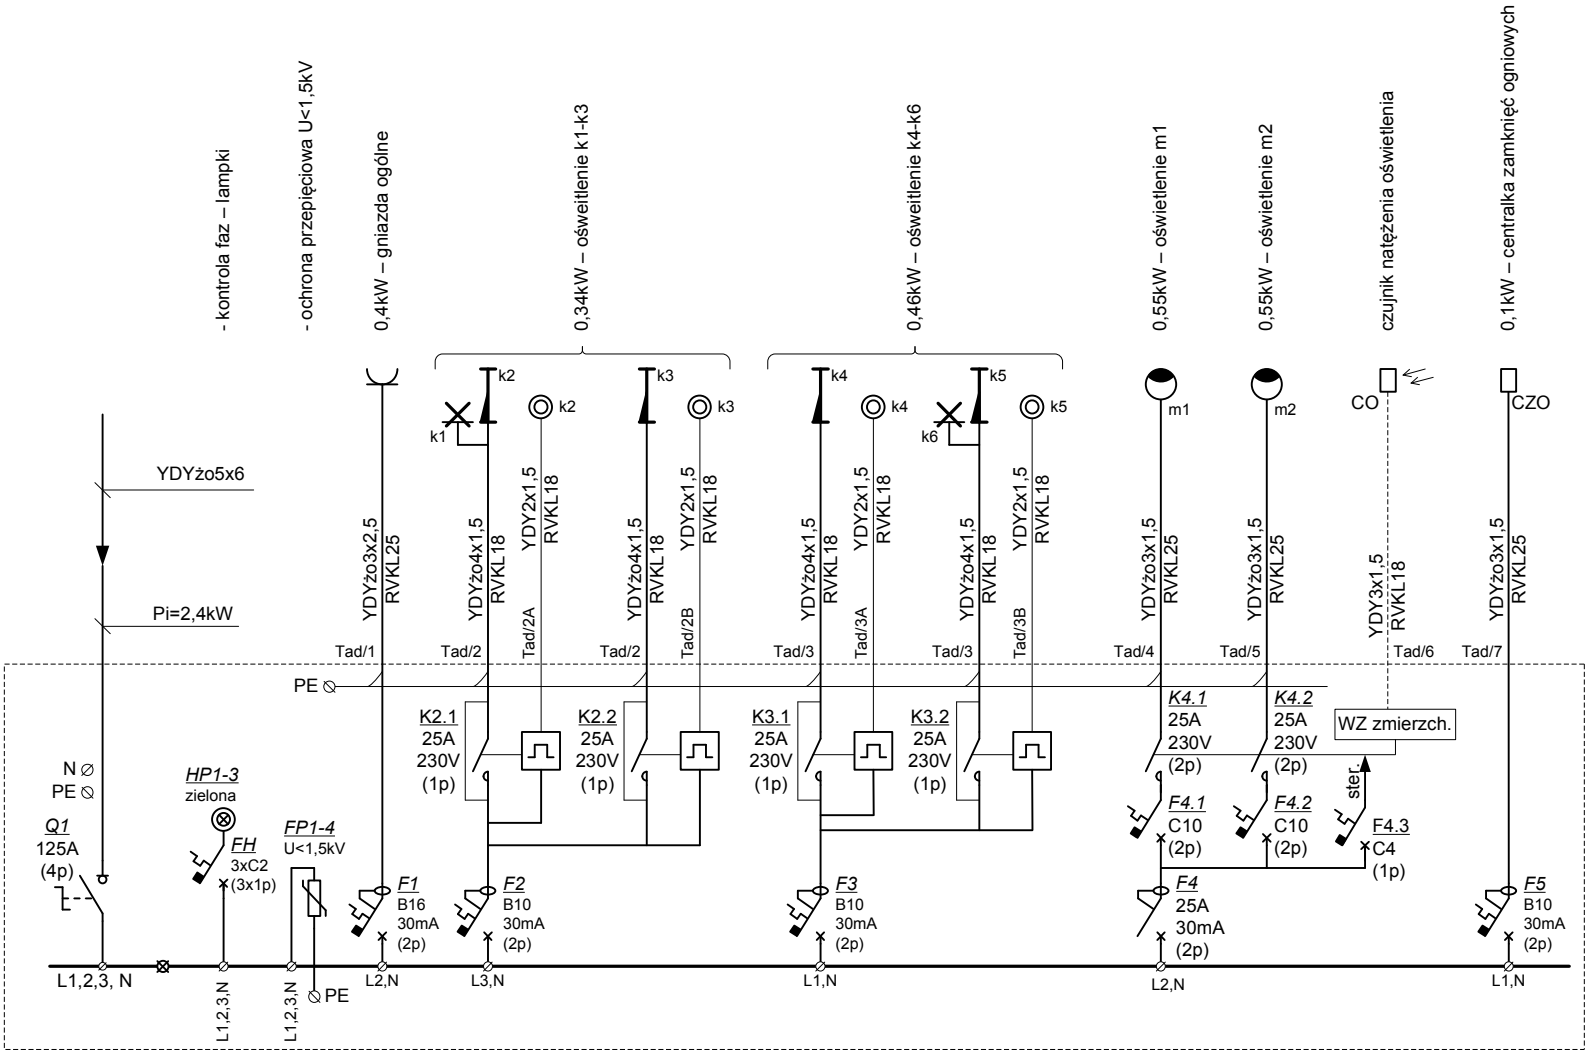 - kontrola faz – lampki
- ochrona przepięciowa U<1,5kV
0,4kW – gniazda ogólne
0,34kW – ośweitlenie k1-k3
0,46kW – ośweitlenie k4-k6
0,55kW – oświetlenie m1
0,55kW – oświetlenie m2
czujnik natężenia oświetlenia
0,1kW – centralka zamknięć ogniowych
k2
k1
k2
k3
k3
k4
k4
k5
k6
k5
m1
m2
CO
CZO
YDYżo5x6
Pi=2,4kW
YDYżo3x2,5
RVKL25
YDYżo4x1,5
RVKL18
YDY2x1,5
RVKL18
YDYżo4x1,5
RVKL18
YDY2x1,5
RVKL18
YDYżo4x1,5
RVKL18
YDY2x1,5
RVKL18
YDYżo4x1,5
RVKL18
YDY2x1,5
RVKL18
YDYżo3x1,5
RVKL25
YDYżo3x1,5
RVKL25
YDY3x1,5
RVKL18
YDYżo3x1,5
RVKL25
Tad/1
Tad/2
Tad/2A
Tad/2
Tad/2B
Tad/3
Tad/3A
Tad/3
Tad/3B
Tad/4
Tad/5
Tad/6
Tad/7
PE
K2.1
25A
230V
(1p)
K2.2
25A
230V
(1p)
K3.1
25A
230V
(1p)
K3.2
25A
230V
(1p)
K4.1
25A
230V
(2p)
K4.2
25A
230V
(2p)
WZ zmierzch.
ster.
N
PE
Q1
125A
(4p)
HP1-3
zielona
FH
3xC2
(3x1p)
FP1-4
U<1,5kV
F1
B16
30mA
(2p)
F2
B10
30mA
(2p)
F3
B10
30mA
(2p)
F4.1
C10
(2p)
F4.2
C10
(2p)
F4.3
C4
(1p)
F4
25A
30mA
(2p)
F5
B10
30mA
(2p)
L1,2,3, N
L1,2,3,N
L1,2,3,N
PE
L2,N
L3,N
L1,N
L2,N
L1,N